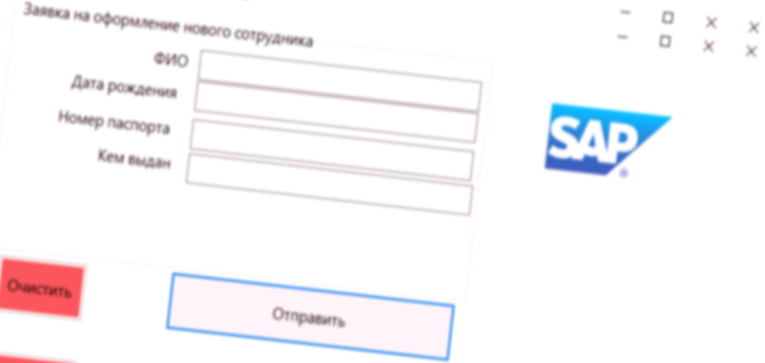 Заявка на оформление нового сотрудника
ФИО
Дата рождения
Номер паспорта
Кем выдан
SAP
®
Очистить
Отправить